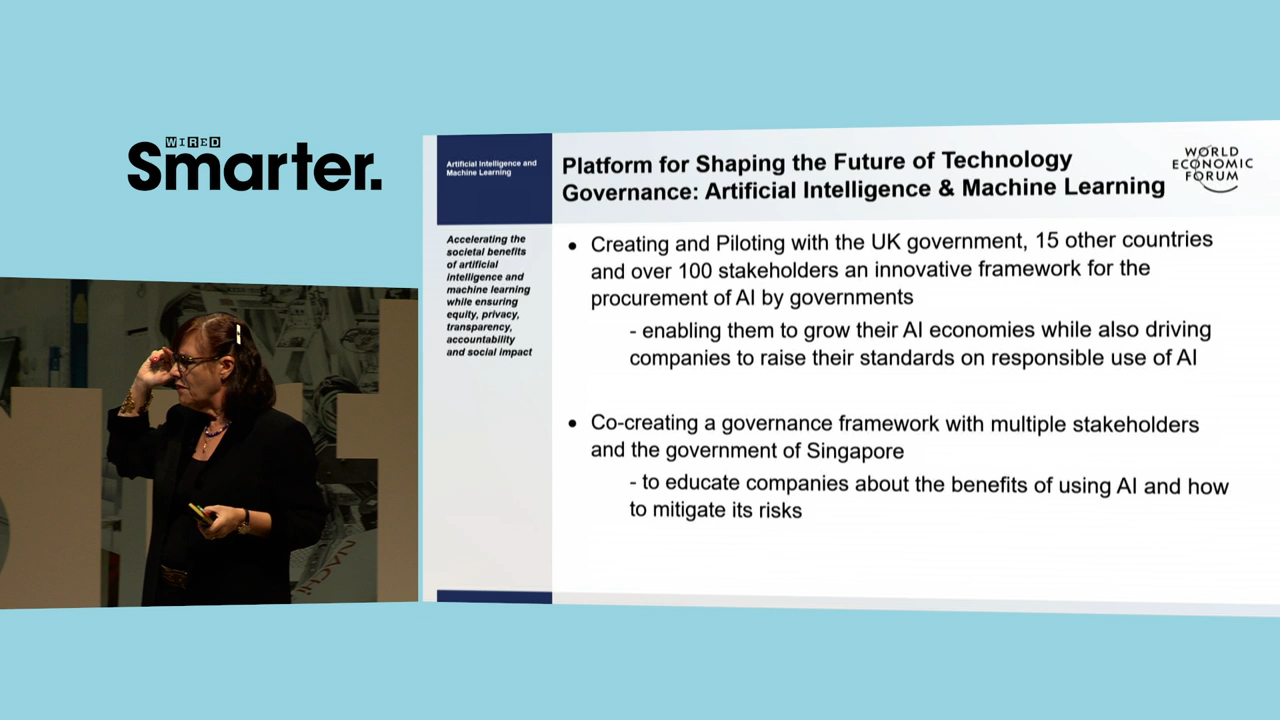 WIRED
Smarter.
Artificial Intelligence and
Machine Learning
Accelerating the
societal benefits
of artificial
intelligence and
machine learning
while ensuring
equity, privacy,
transparency,
accountability
and social impact
Platform for Shaping the Future of Technology
Governance: Artificial Intelligence & Machine Learning
WORLD
ECONOMIC
FORUM
• Creating and Piloting with the UK government, 15 other countries
and over 100 stakeholders an innovative framework for the
procurement of AI by governments
- enabling them to grow their AI economies while also driving
companies to raise their standards on responsible use of AI
• Co-creating a governance framework with multiple stakeholders
and the government of Singapore
- to educate companies about the benefits of using AI and how
to mitigate its risks